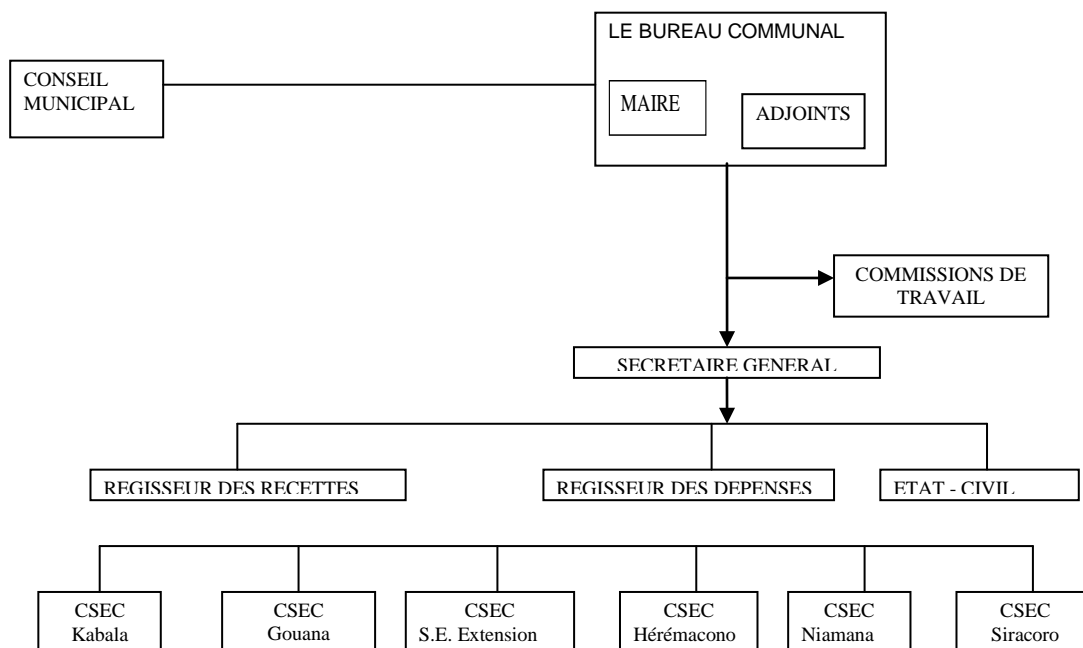 LE BUREAU COMMUNAL
CONSEIL
MUNICIPAL
MAIRE
ADJOINTS
COMMISSIONS DE
TRAVAIL
SECRETAIRE GENERAL
REGISSEUR DES RECETTES
REGISSEUR DES DEPENSES
ETAT - CIVIL
CSEC
Kabala
CSEC
Gouana
CSEC
S.E. Extension
CSEC
Hérémacono
CSEC
Niamana
CSEC
Siracoro